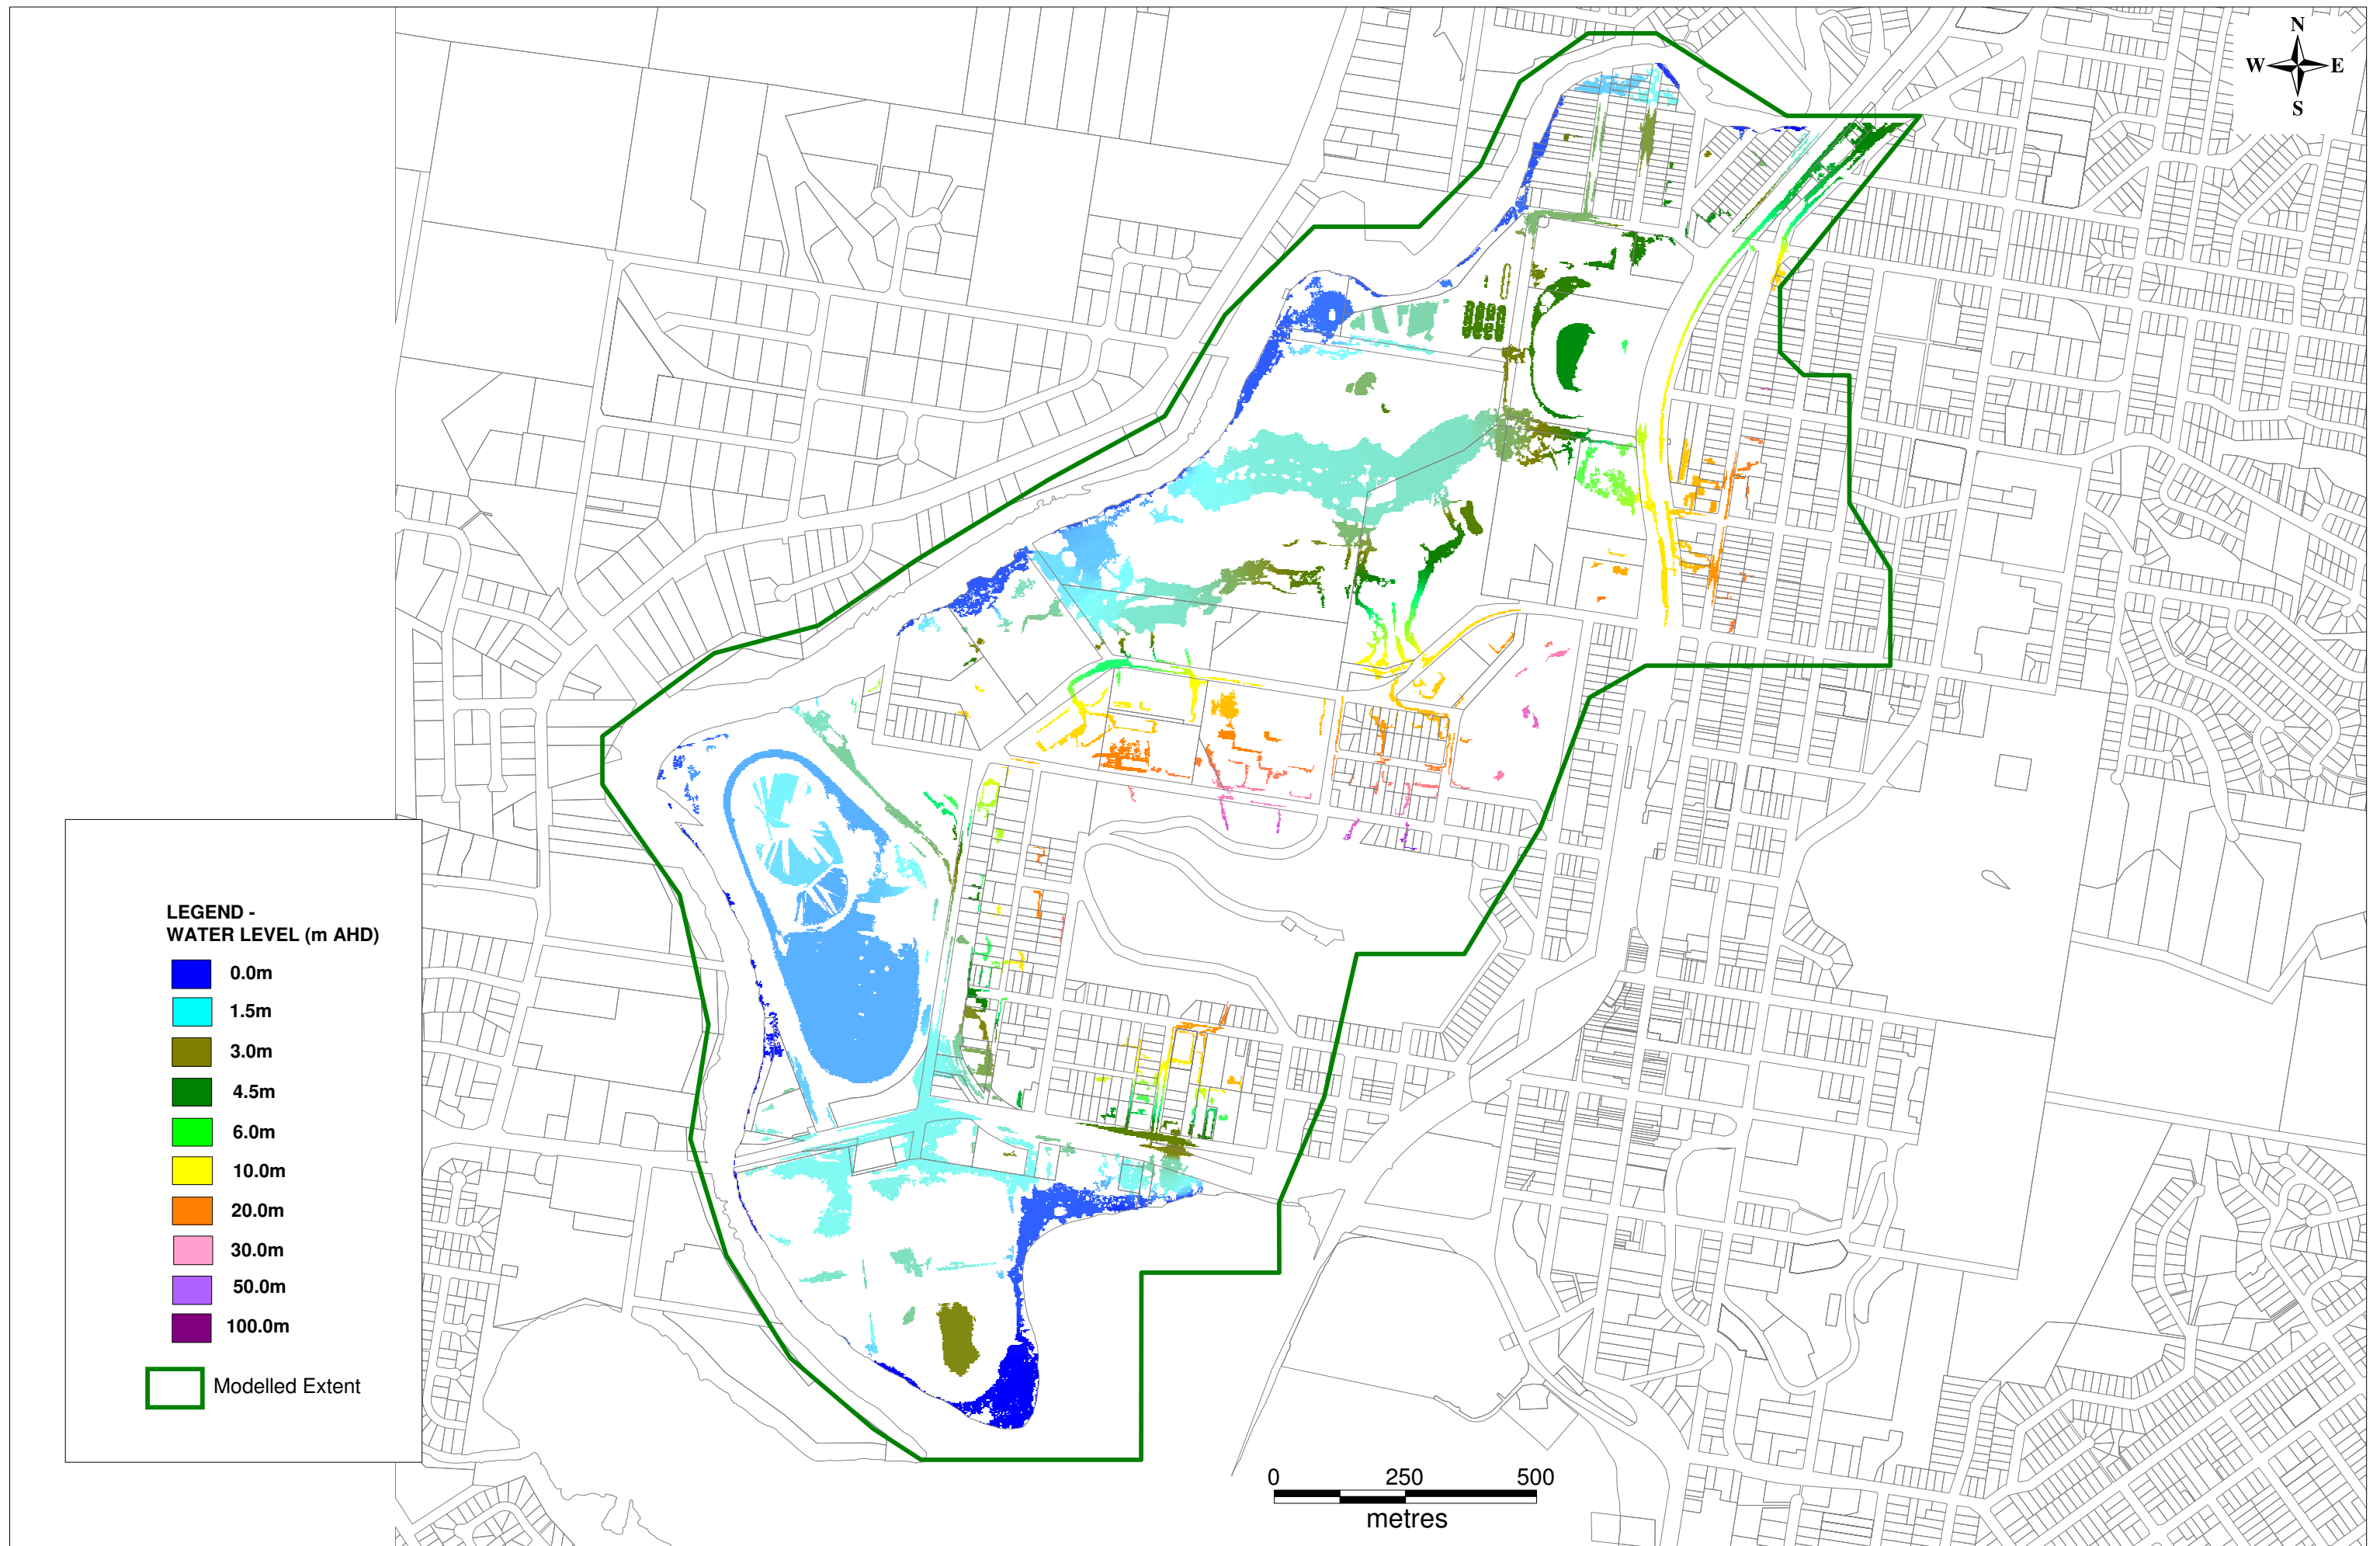 N
W E
S
LEGEND -
WATER LEVEL (m AHD)
0.0m
1.5m
3.0m
4.5m
6.0m
10.0m
20.0m
30.0m
50.0m
100.0m
Modelled Extent
0 250 500
metres